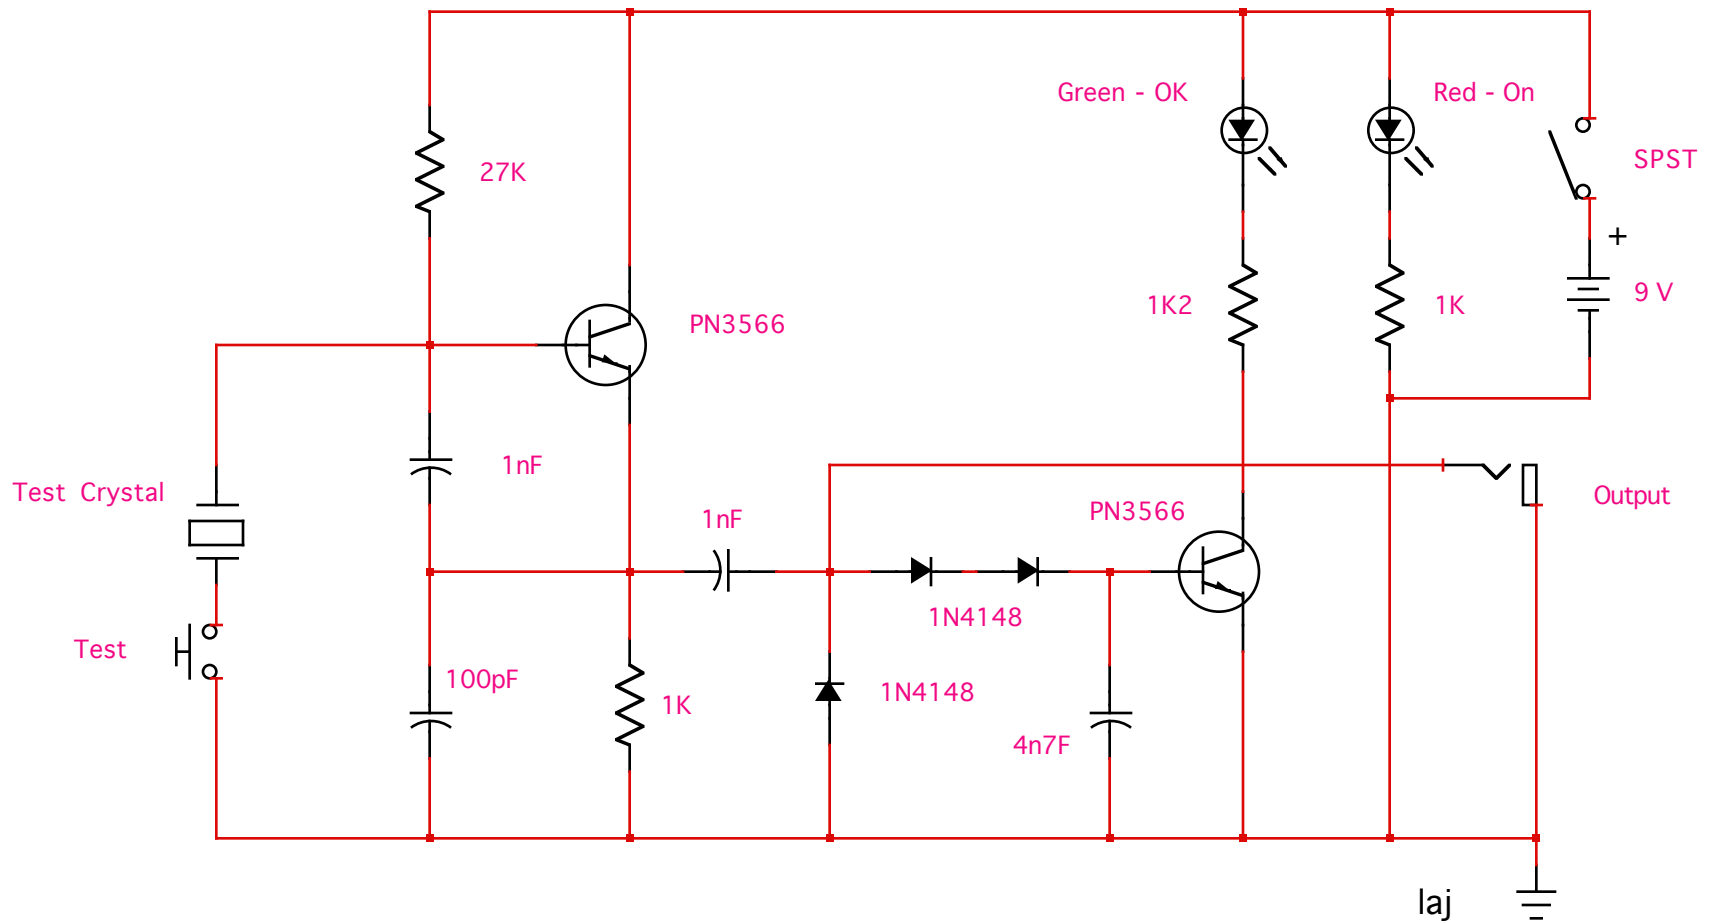 Green - OK
Red - On
SPST
27K
+
9 V
1K2
1K
PN3566
1nF
Test Crystal
Output
PN3566
1nF
1N4148
Test
100pF
1K
1N4148
4n7F
laj